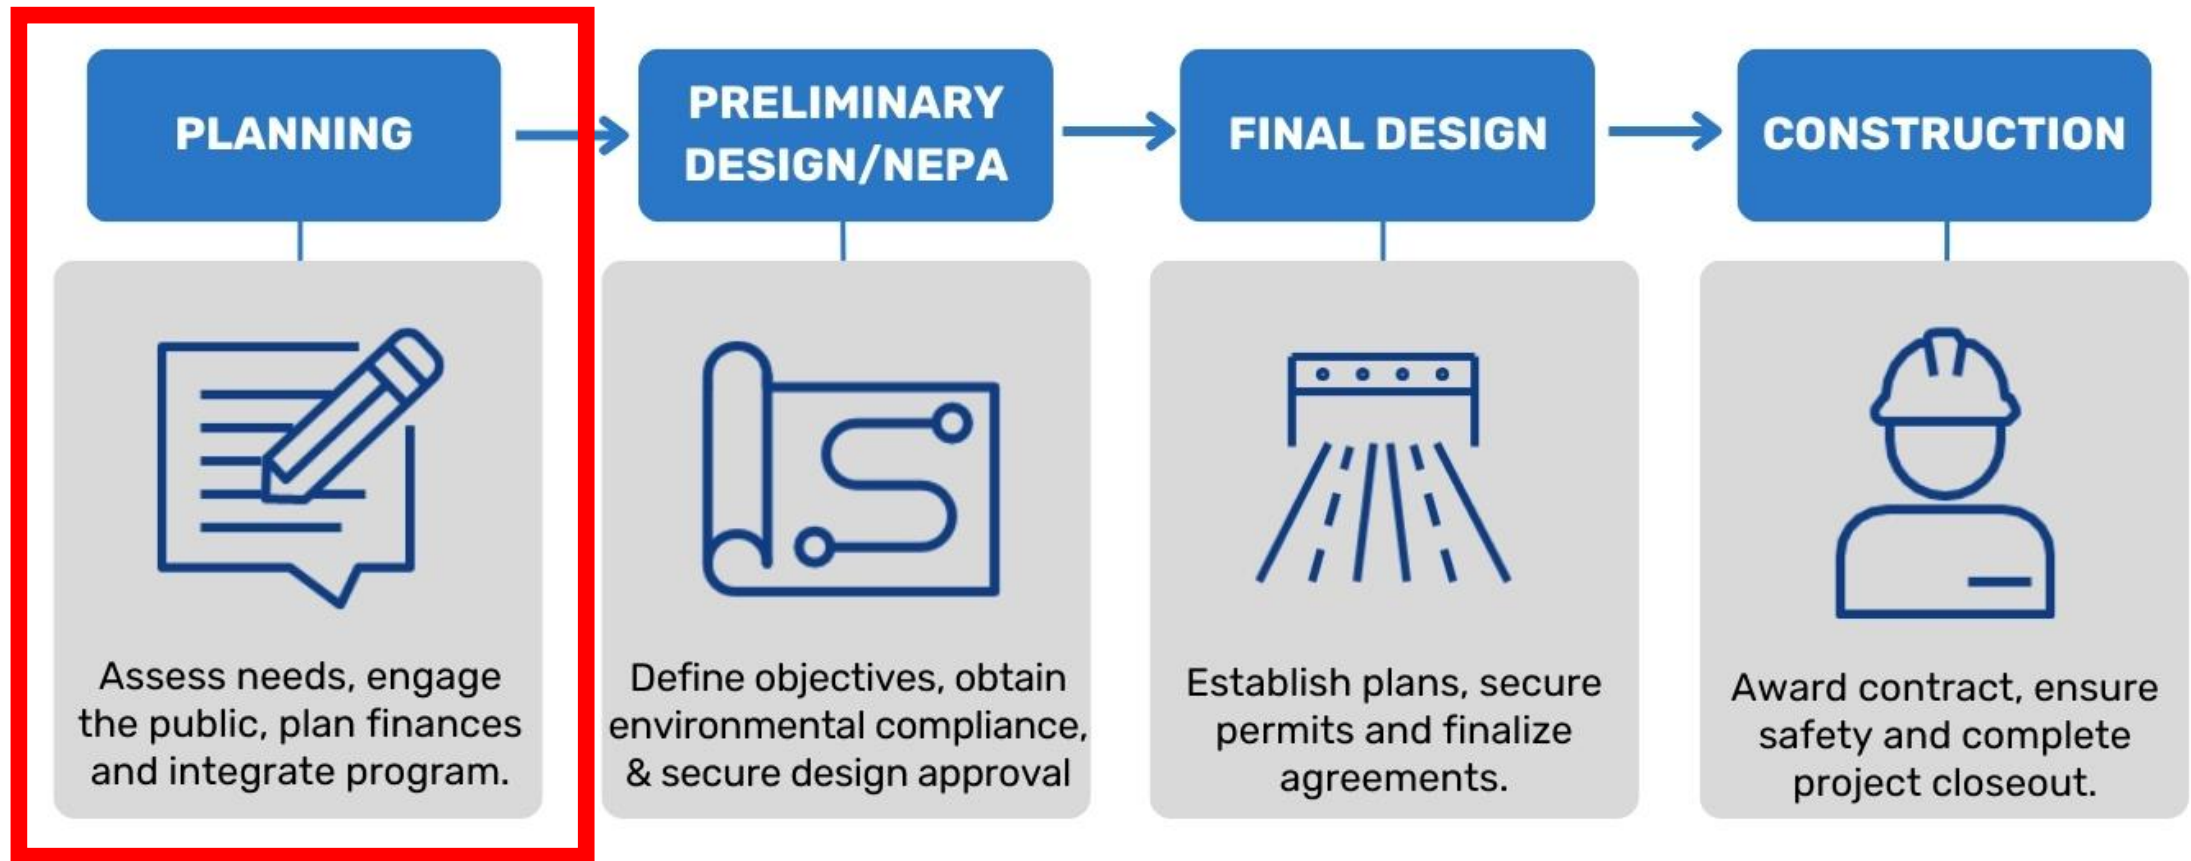 PLANNING
PRELIMINARY
DESIGN/NEPA
FINAL DESIGN
CONSTRUCTION
Assess needs, engage
the public, plan finances
and integrate program.
Define objectives, obtain
environmental compliance,
& secure design approval
Establish plans, secure
permits and finalize
agreements.
Award contract, ensure
safety and complete
project closeout.